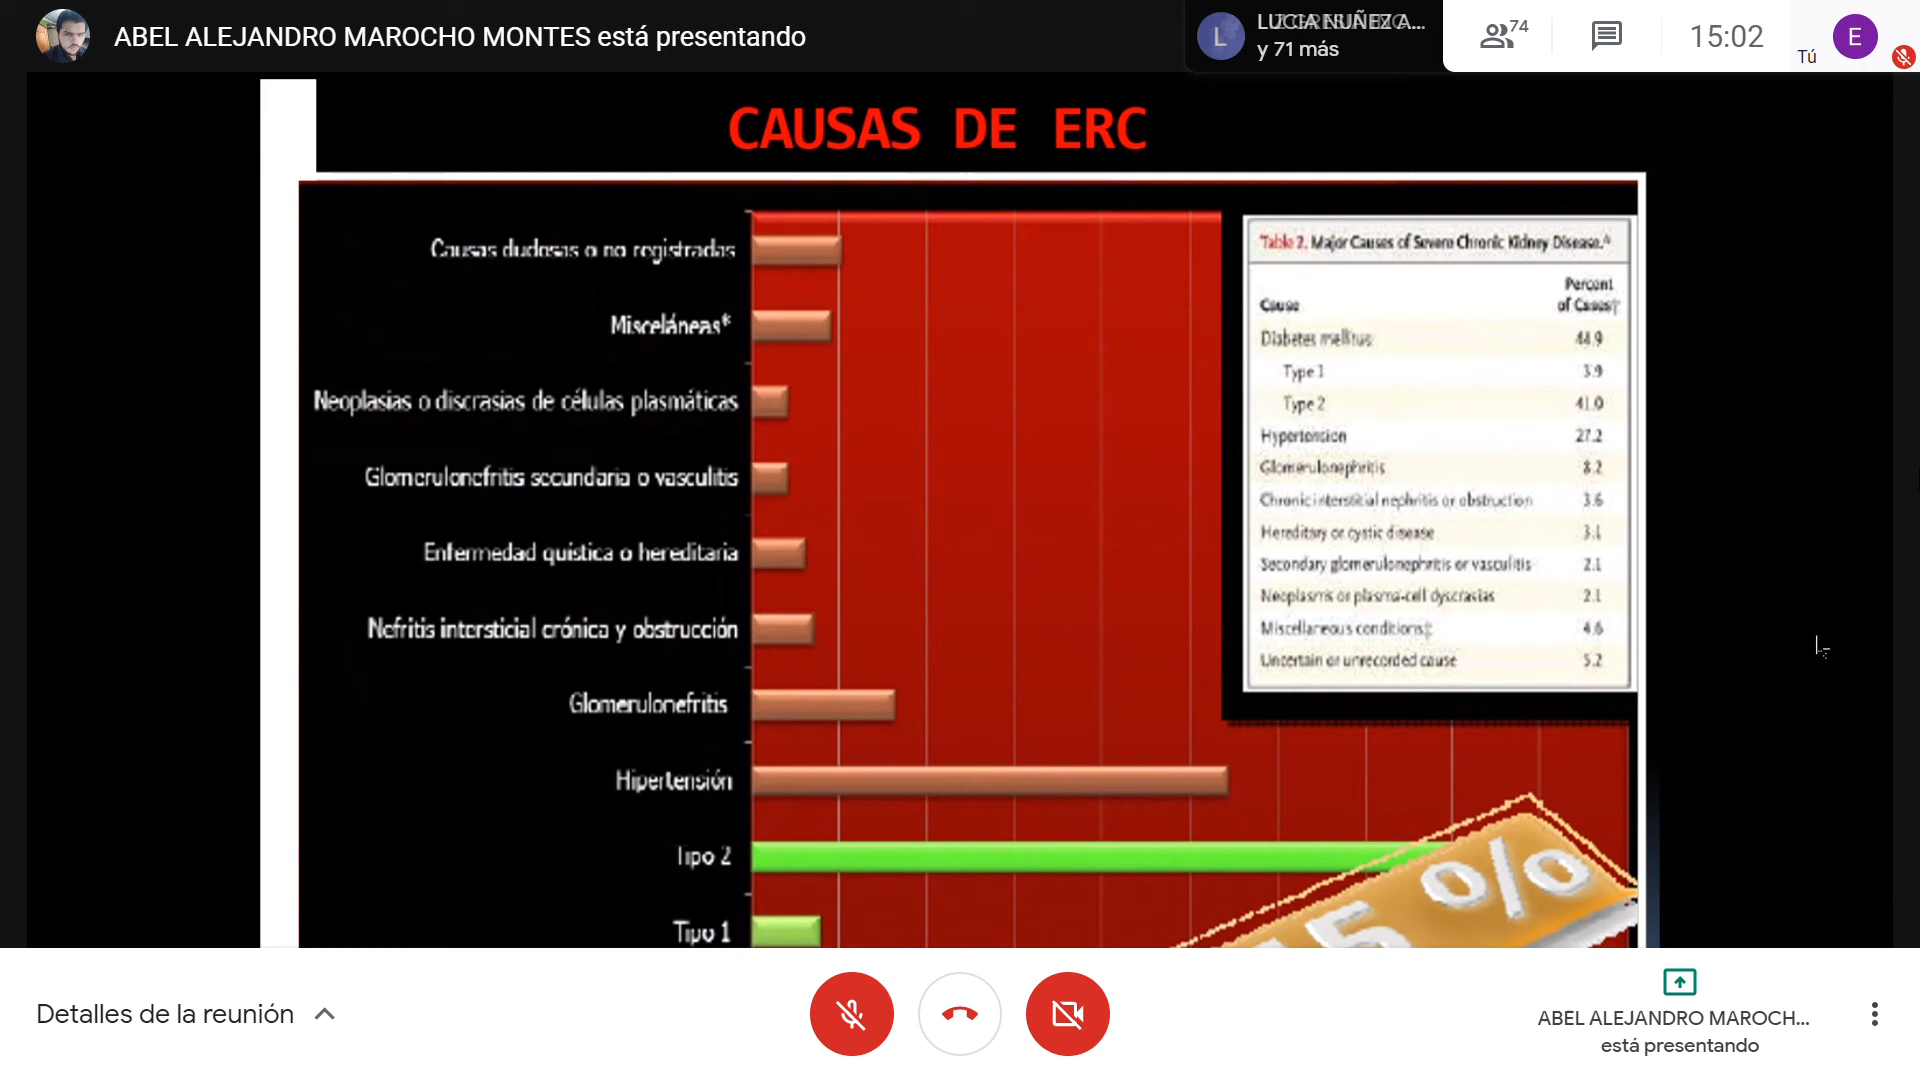 ABEL ALEJANDRO MAROCHO MONTES está presentando
LUCIA NUÑEZ A...
y 71 más
74
15:02
Tú
E
L
CAUSAS DE ERC
Causas dudosas o no registradas
Misceláneas*
Neoplasias o discrasias de células plasmáticas
Glomerulonefritis secundaria o vasculitis
Enfermedad quística o hereditaria
Nefritis intersticial crónica y obstrucción
Glomerulonefritis
Hipertensión
Tipo 2
Tipo 1
Table 2. Major Causes of Severe Chronic Kidney Disease.*
Cause Percent of Cases†
Diabetes mellitus 44.9
Type 1 3.9
Type 2 41.0
Hypertension 27.2
Glomerulonephritis 8.2
Chronic interstitial nephritis or obstruction 3.6
Hereditary or cystic disease 3.1
Secondary glomerulonephritis or vasculitis 2.1
Neoplasms or plasma-cell dyscrasias 2.1
Miscellaneous conditions‡ 4.6
Uncertain or unrecorded cause 5.2
5 %
Detalles de la reunión
ABEL ALEJANDRO MAROCH...
está presentando